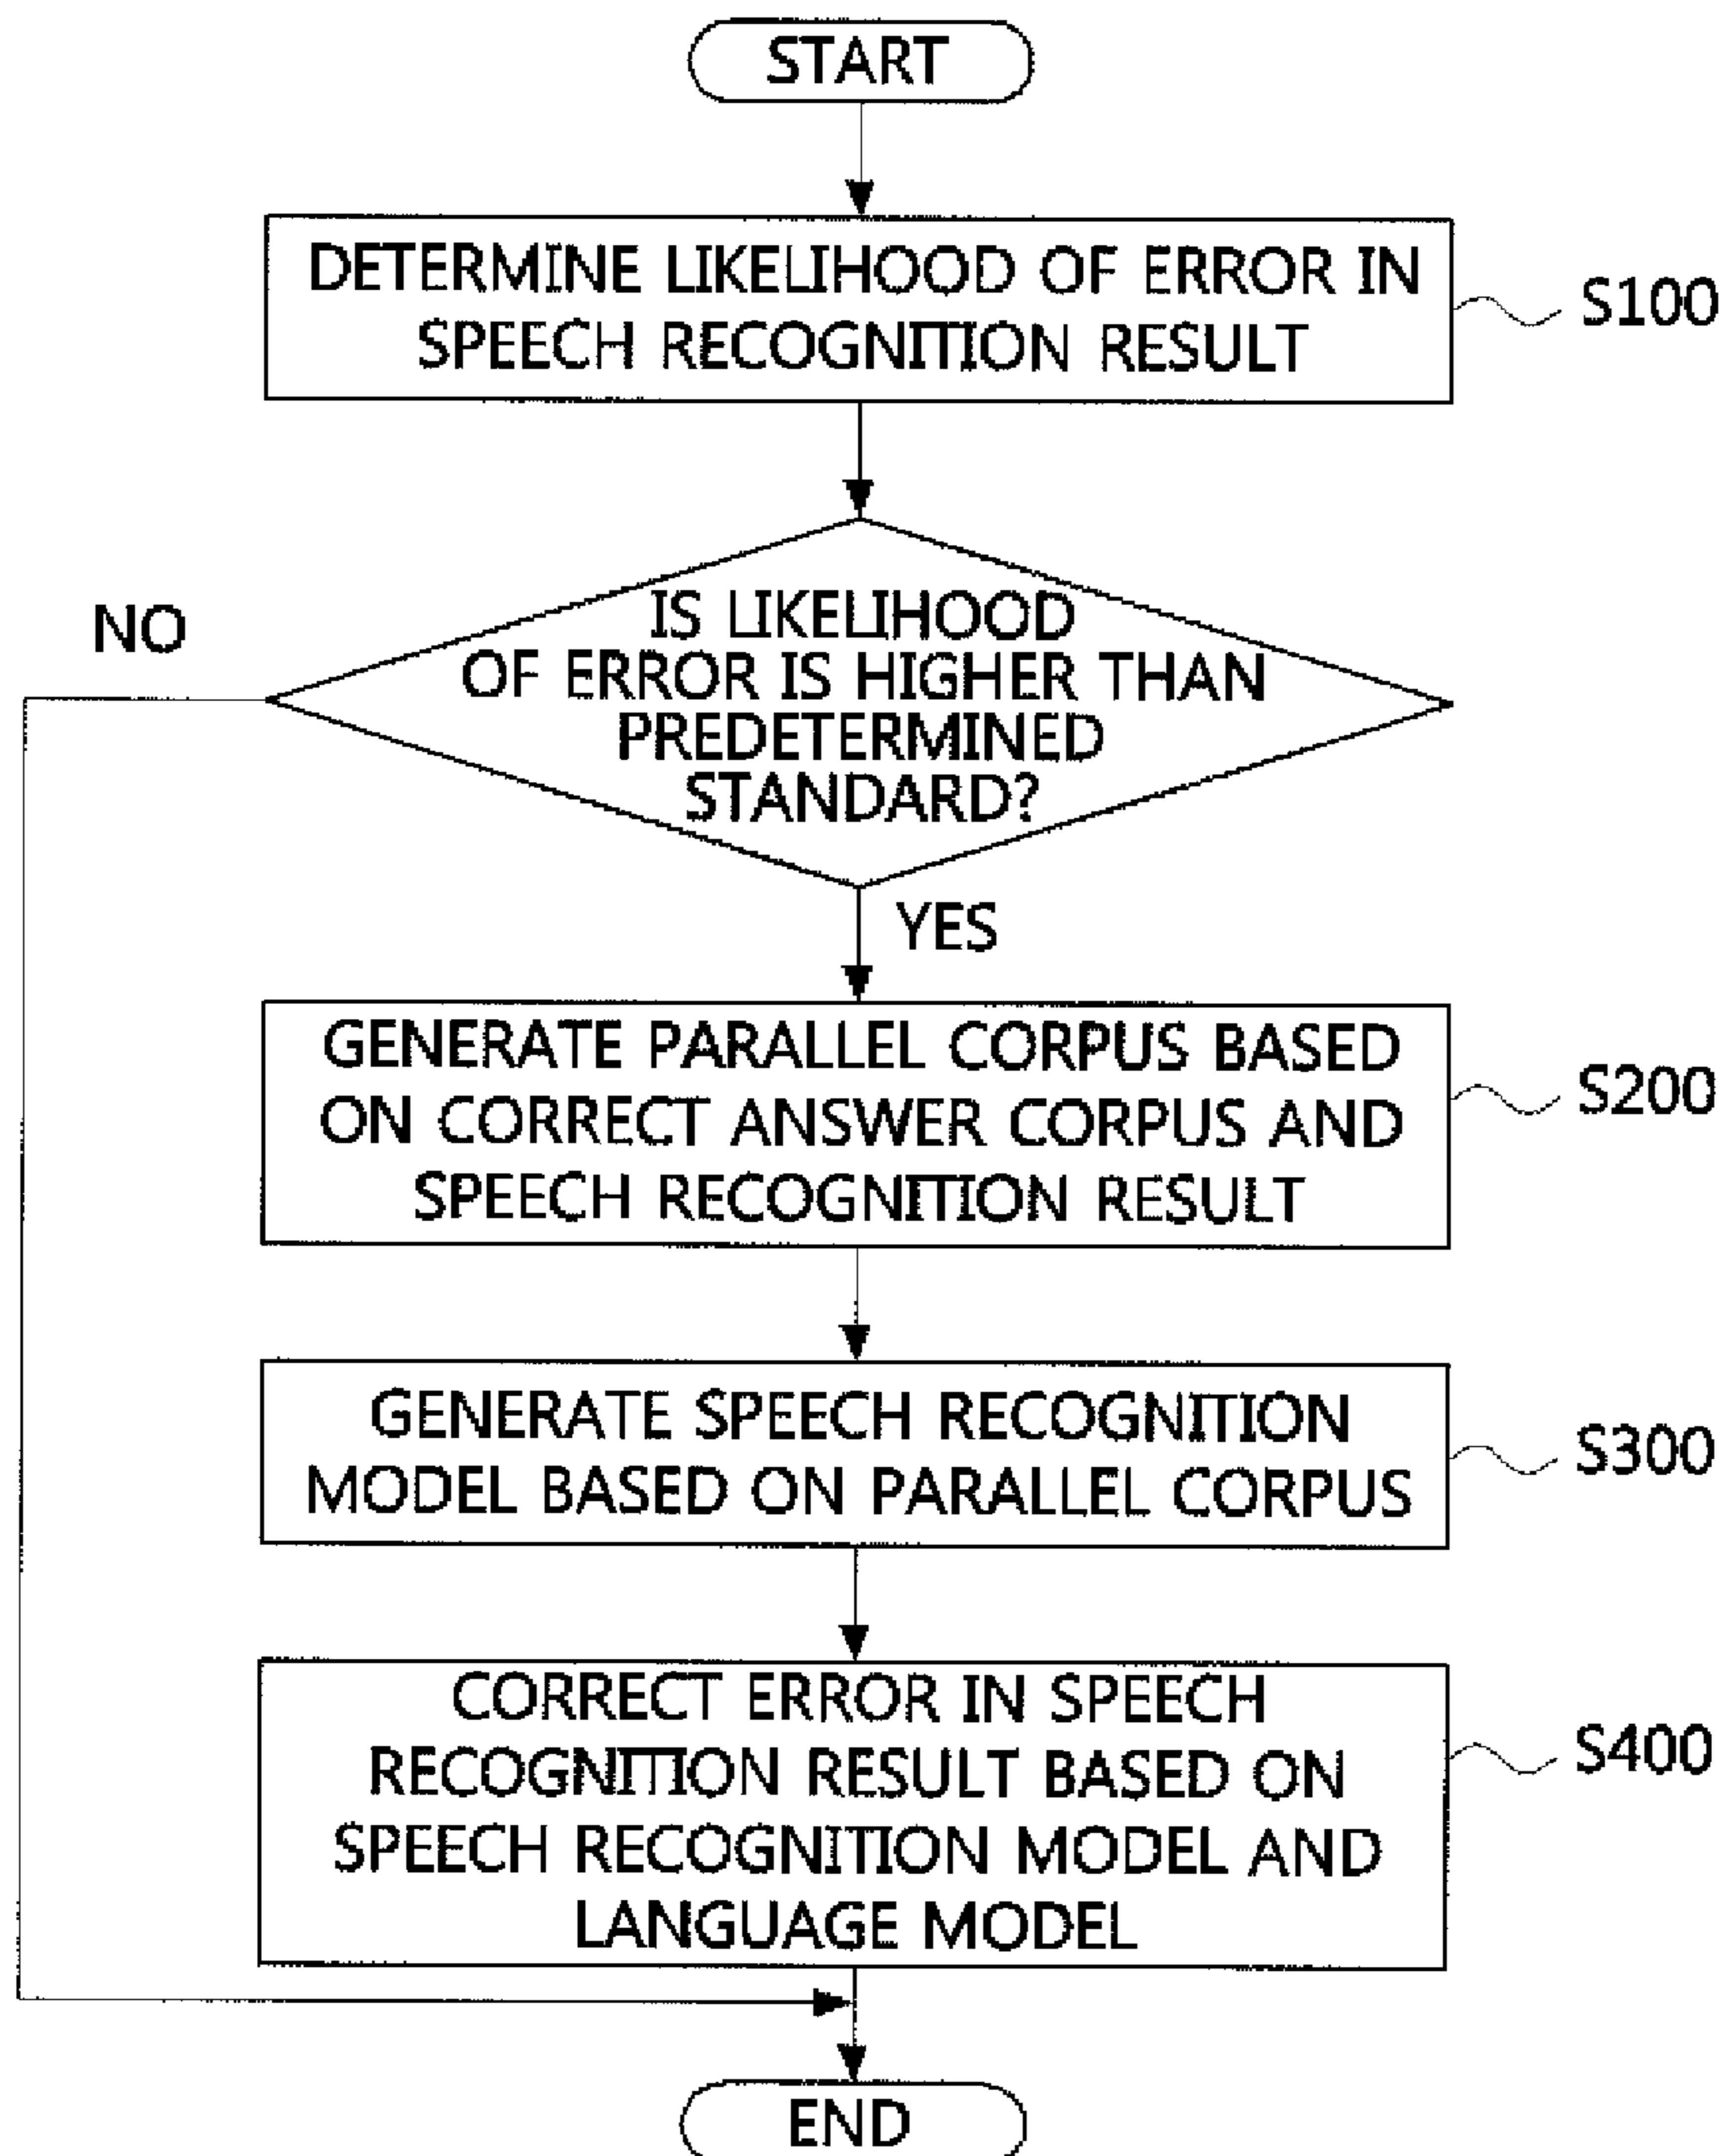 START
DETERMINE LIKELIHOOD OF ERROR IN
SPEECH RECOGNITION RESULT
S100
IS LIKELIHOOD
OF ERROR IS HIGHER THAN
PREDETERMINED
STANDARD?
NO
YES
GENERATE PARALLEL CORPUS BASED
ON CORRECT ANSWER CORPUS AND
SPEECH RECOGNITION RESULT
S200
GENERATE SPEECH RECOGNITION
MODEL BASED ON PARALLEL CORPUS
S300
CORRECT ERROR IN SPEECH
RECOGNITION RESULT BASED ON
SPEECH RECOGNITION MODEL AND
LANGUAGE MODEL
S400
END